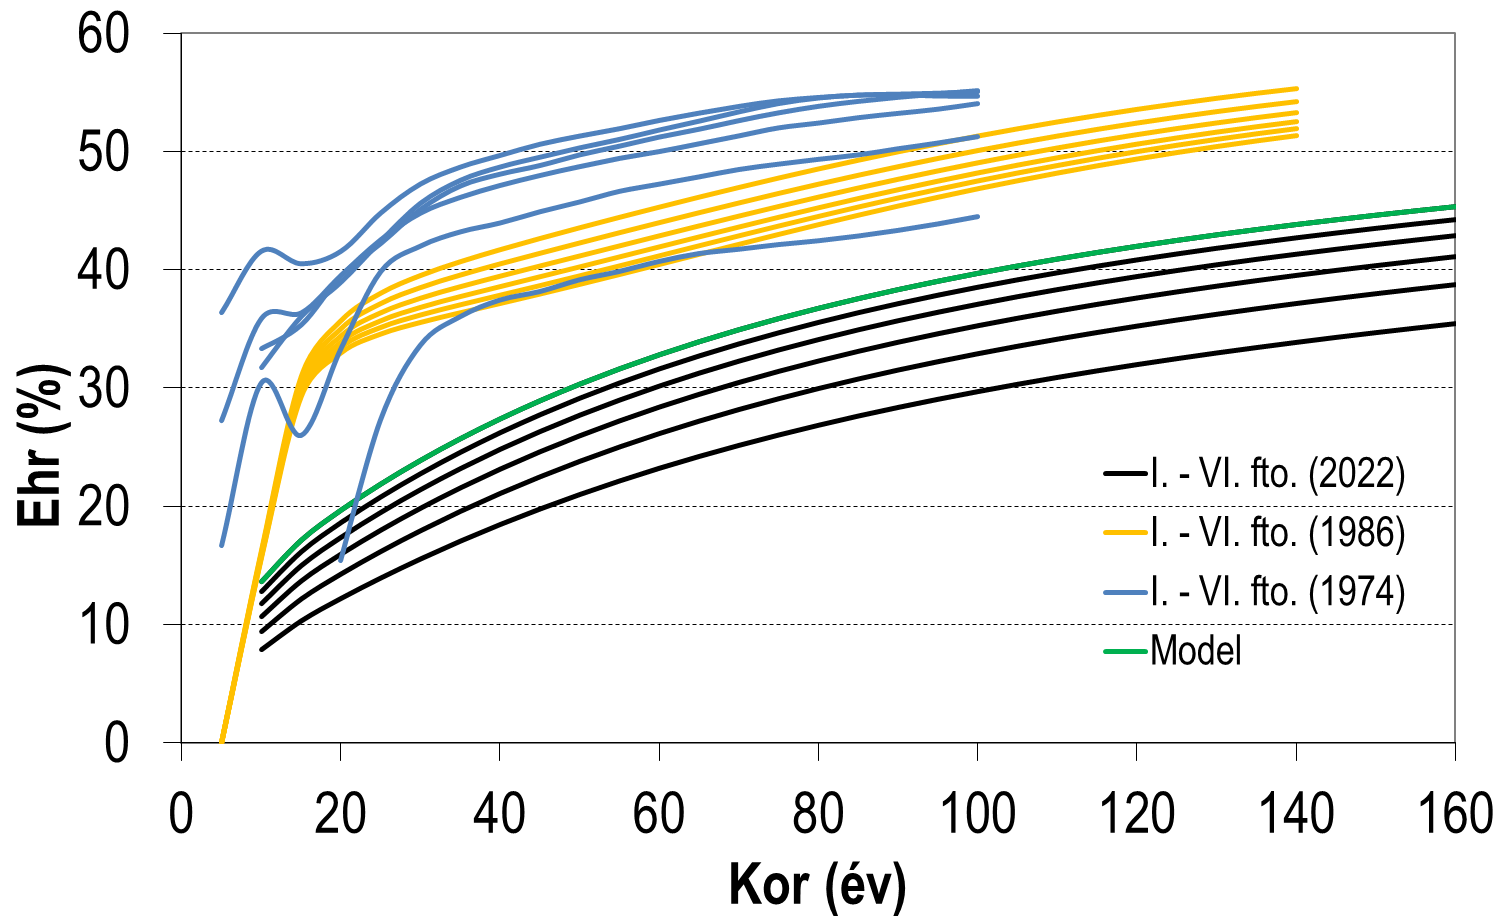 60
50
40
30
20
10
0
Ehr (%)
I. - VI. fto. (2022)
I. - VI. fto. (1986)
I. - VI. fto. (1974)
Model
0 20 40 60 80 100 120 140 160
Kor (év)